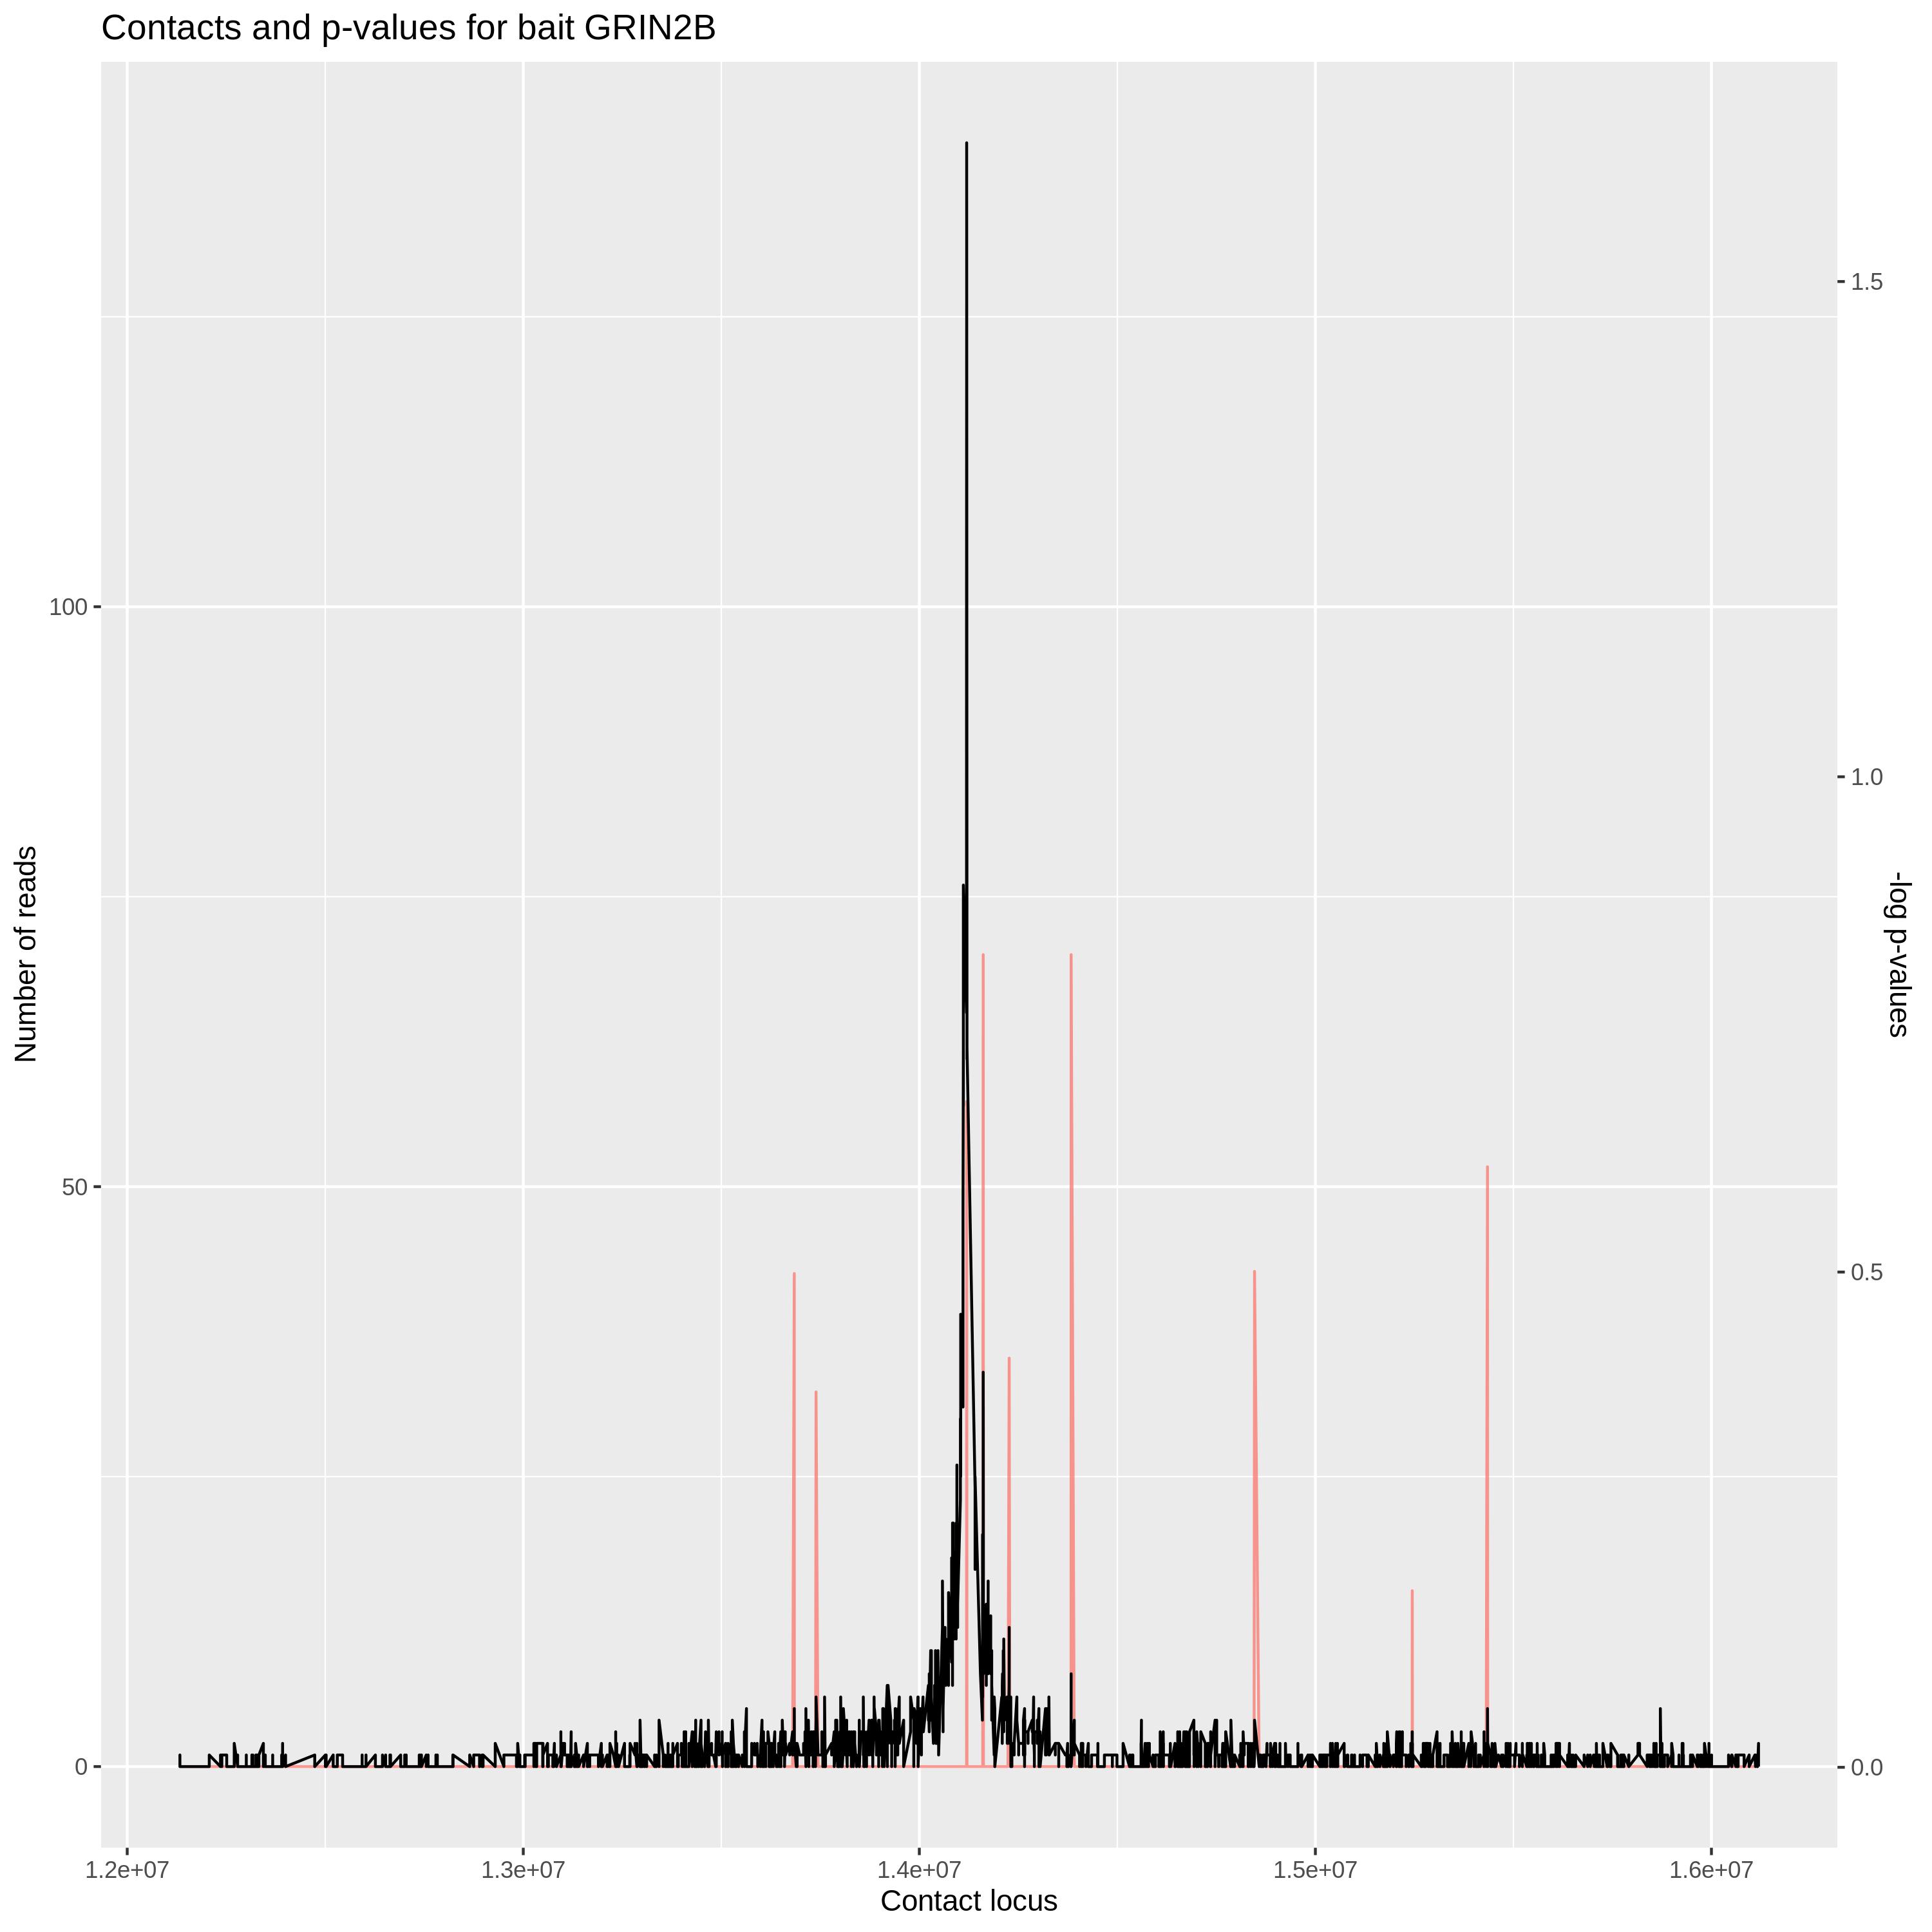 Contacts and p-values for bait GRIN2B
Number of reads
100
50
0
1.5
1.0
0.5
0.0
-log p-values
1.2e+07
1.3e+07
1.4e+07
1.5e+07
1.6e+07
Contact locus